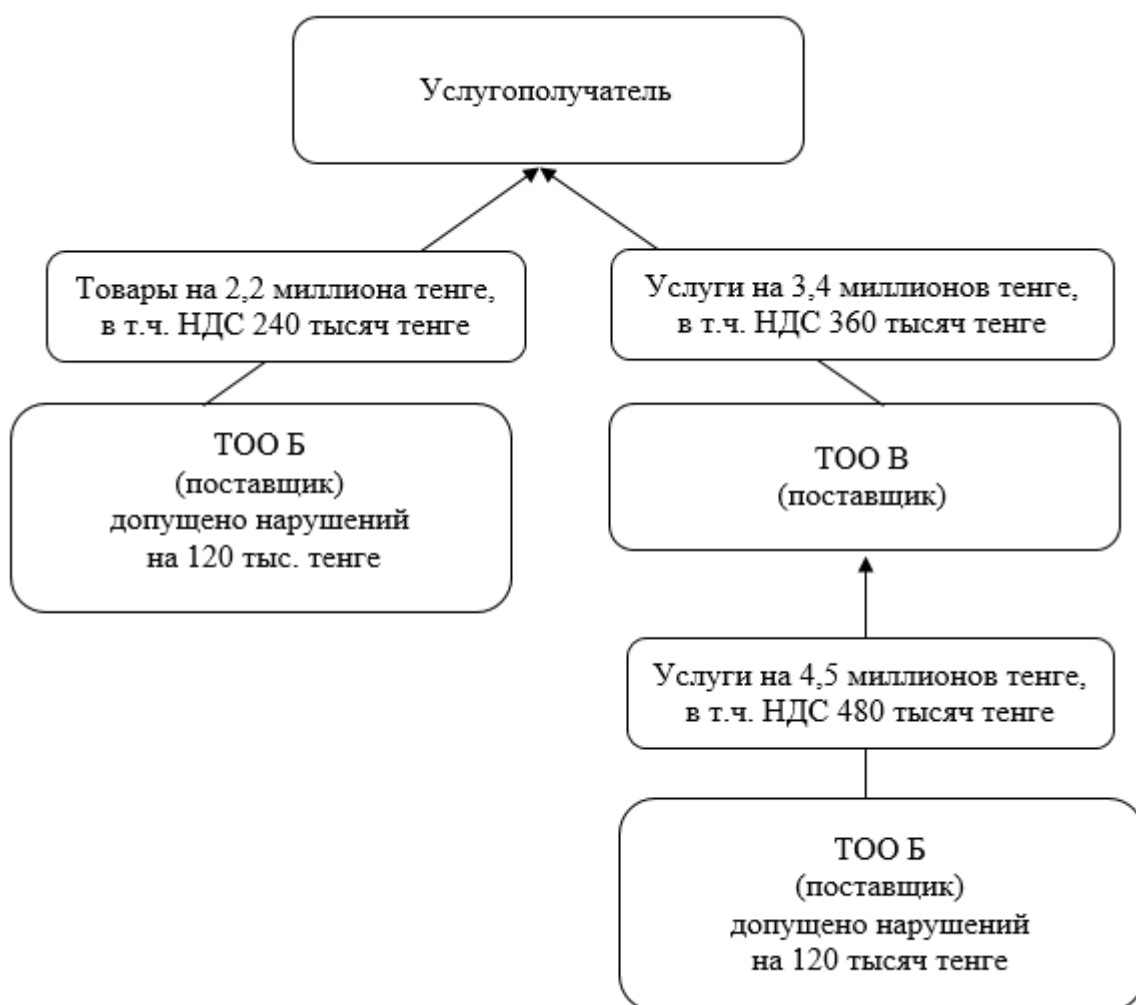 Услугополучатель
Товары на 2,2 миллиона тенге,
в т.ч. НДС 240 тысяч тенге
Услуги на 3,4 миллионов тенге,
в т.ч. НДС 360 тысяч тенге
ТОО Б
(поставщик)
допущено нарушений
на 120 тыс. тенге
ТОО В
(поставщик)
Услуги на 4,5 миллионов тенге,
в т.ч. НДС 480 тысяч тенге
ТОО Б
(поставщик)
допущено нарушений
на 120 тысяч тенге